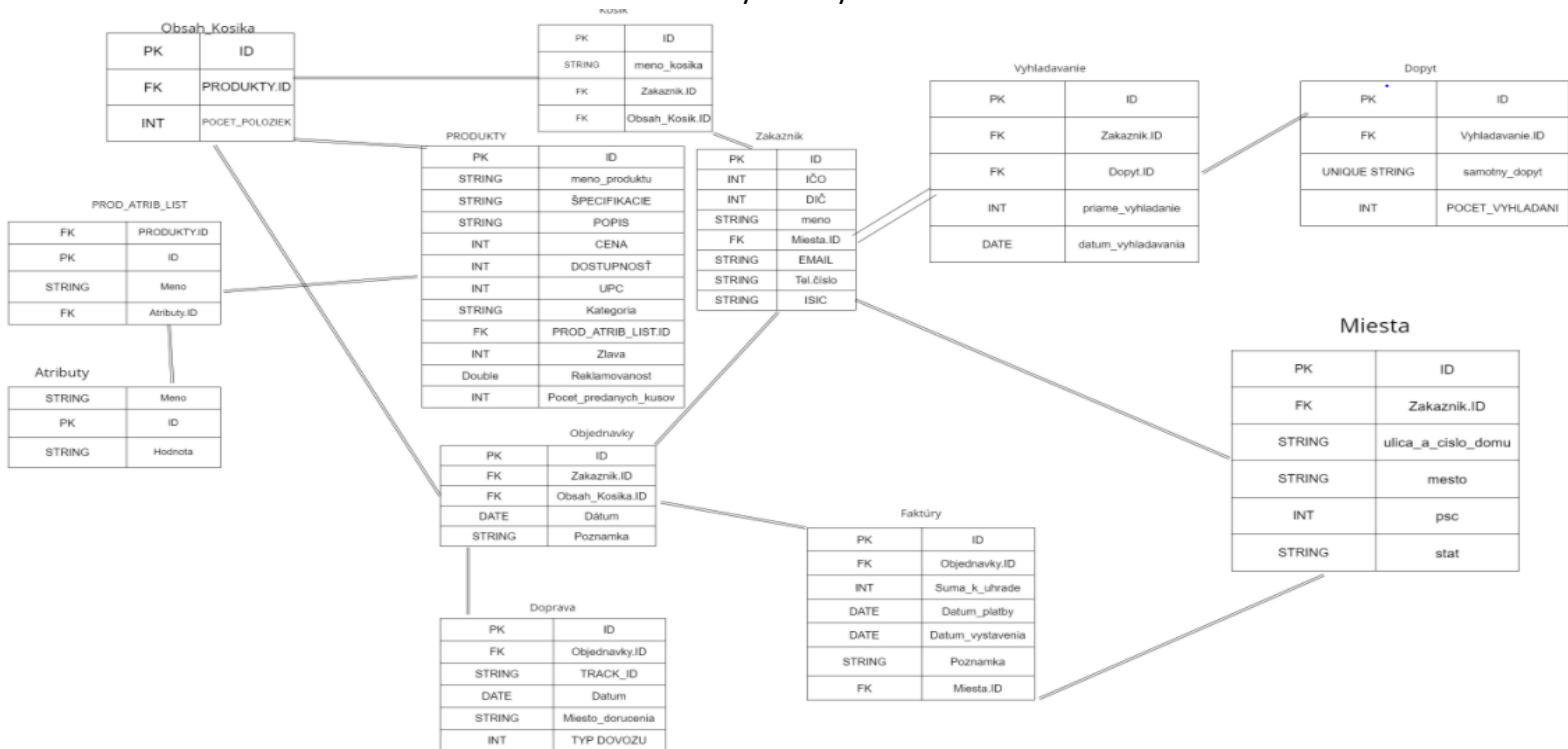 Obsah_Kosika
PK ID
FK PRODUKTY.ID
INT POCET_POLOZIEK
PK ID
STRING meno_kosika
FK Zakaznik.ID
FK Obsah_Kosik.ID
PRODUKTY
PK ID
STRING meno_produktu
STRING ŠPECIFIKACIE
STRING POPIS
INT CENA
INT DOSTUPNOSŤ
INT UPC
STRING Kategoria
FK PROD_ATRIB_LIST.ID
INT Zlava
Double Reklamovanost
INT Pocet_predanych_kusov
Zakaznik
PK ID
INT IČO
INT DIČ
STRING meno
FK Miesta.ID
STRING EMAIL
STRING Tel.číslo
STRING ISIC
Vyhladavanie
PK ID
FK Zakaznik.ID
FK Dopyt.ID
INT priame_vyhladanie
DATE datum_vyhladavania
Dopyt
PK ID
FK Vyhladavanie.ID
UNIQUE STRING samotny_dopyt
INT POCET_VYHLADANI
PROD_ATRIB_LIST
FK PRODUKTY.ID
PK ID
STRING Meno
FK Atributy.ID
Atributy
STRING Meno
PK ID
STRING Hodnota
Miesta
PK ID
FK Zakaznik.ID
STRING ulica_a_cislo_domu
STRING mesto
INT psc
STRING stat
Objednavky
PK ID
FK Zakaznik.ID
FK Obsah_Kosika.ID
DATE Dátum
STRING Poznamka
Faktúry
PK ID
FK Objednavky.ID
INT Suma_k_uhrade
DATE Datum_platby
DATE Datum_vystavenia
STRING Poznamka
FK Miesta.ID
Doprava
PK ID
FK Objednavky.ID
STRING TRACK_ID
DATE Datum
STRING Miesto_dorucenia
INT TYP DOVOZU